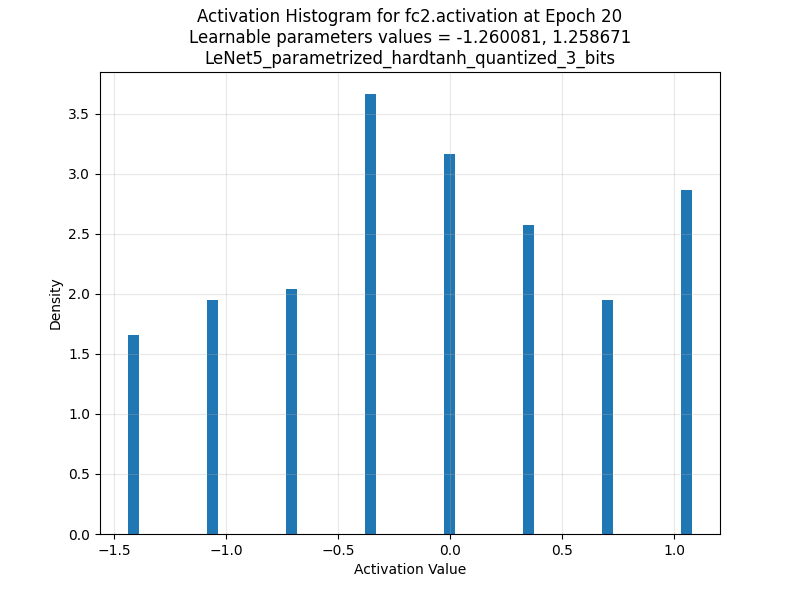 Activation Histogram for fc2.activation at Epoch 20
Learnable parameters values = -1.260081, 1.258671
LeNet5_parametrized_hardtanh_quantized_3_bits
3.5
3.0
2.5
2.0
1.5
1.0
0.5
0.0
Density
−1.5 −1.0 −0.5 0.0 0.5 1.0
Activation Value